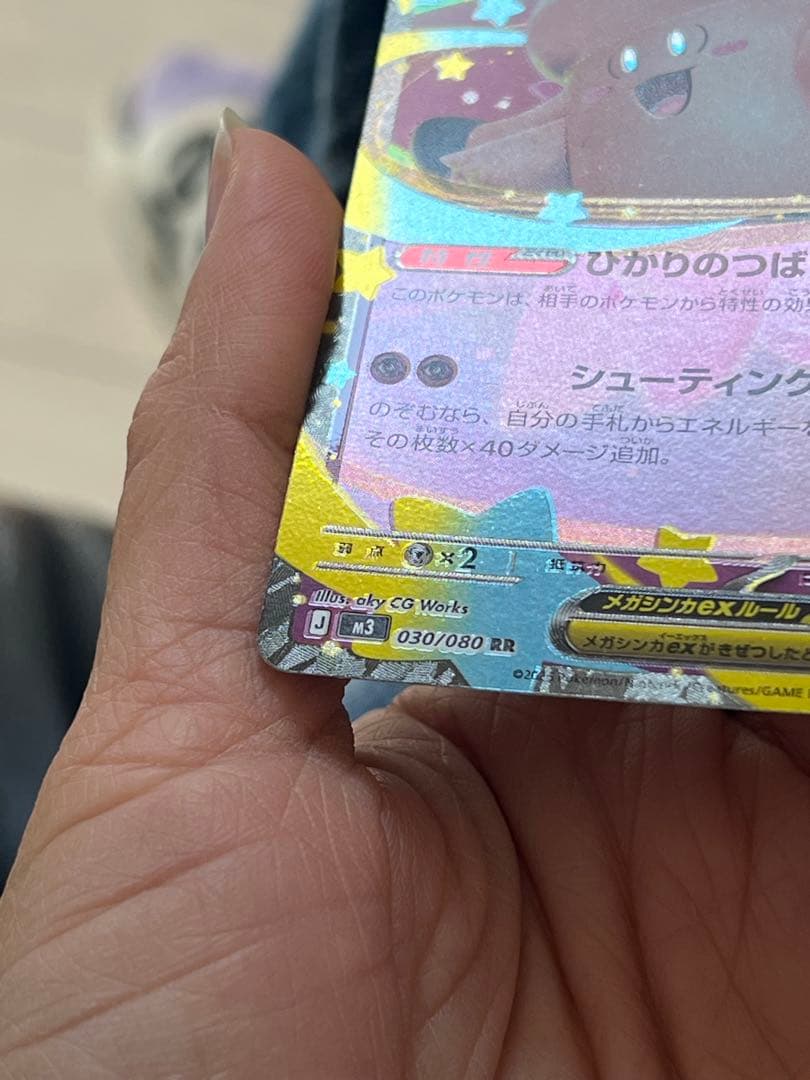 ひかりのつば
このポケモンは、相手のポケモンから特性の効
シューティング
のぞむなら、自分の手札からエネルギー
その枚数×40ダメージ追加。
弱点 ×2 抵抗力
Illus. aky CG Works
メガシンカexルール
J M3 030/080 RR
メガシンカexがきぜつしたと
©2025 Pokémon/Nintendo/Creatures/GAME